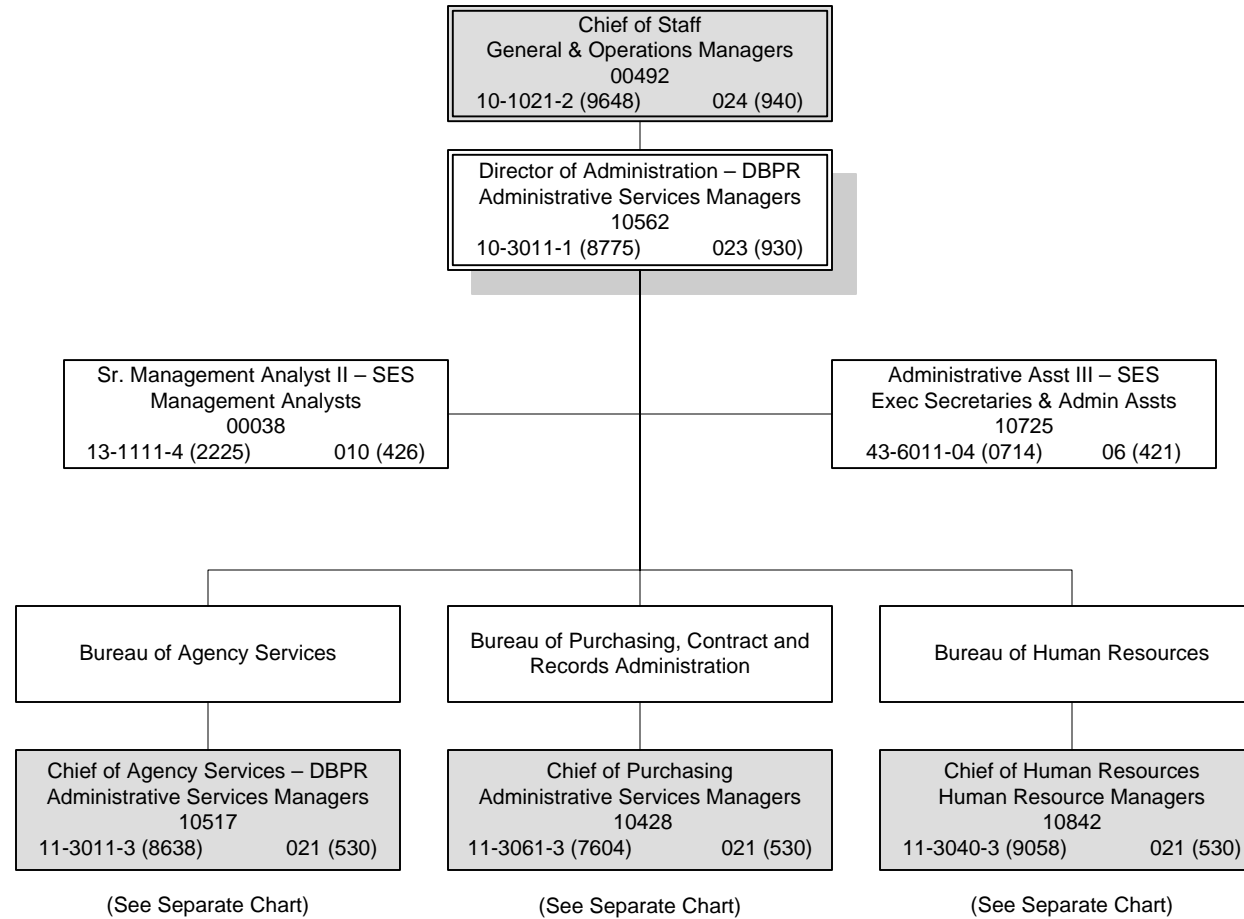 Chief of Staff
General & Operations Managers
00492
10-1021-2 (9648) 024 (940)
Director of Administration – DBPR
Administrative Services Managers
10562
10-3011-1 (8775) 023 (930)
Sr. Management Analyst II – SES
Management Analysts
00038
13-1111-4 (2225) 010 (426)
Administrative Asst III – SES
Exec Secretaries & Admin Assts
10725
43-6011-04 (0714) 06 (421)
Bureau of Agency Services
Bureau of Purchasing, Contract and
Records Administration
Bureau of Human Resources
Chief of Agency Services – DBPR
Administrative Services Managers
10517
11-3011-3 (8638) 021 (530)
(See Separate Chart)
Chief of Purchasing
Administrative Services Managers
10428
11-3061-3 (7604) 021 (530)
(See Separate Chart)
Chief of Human Resources
Human Resource Managers
10842
11-3040-3 (9058) 021 (530)
(See Separate Chart)